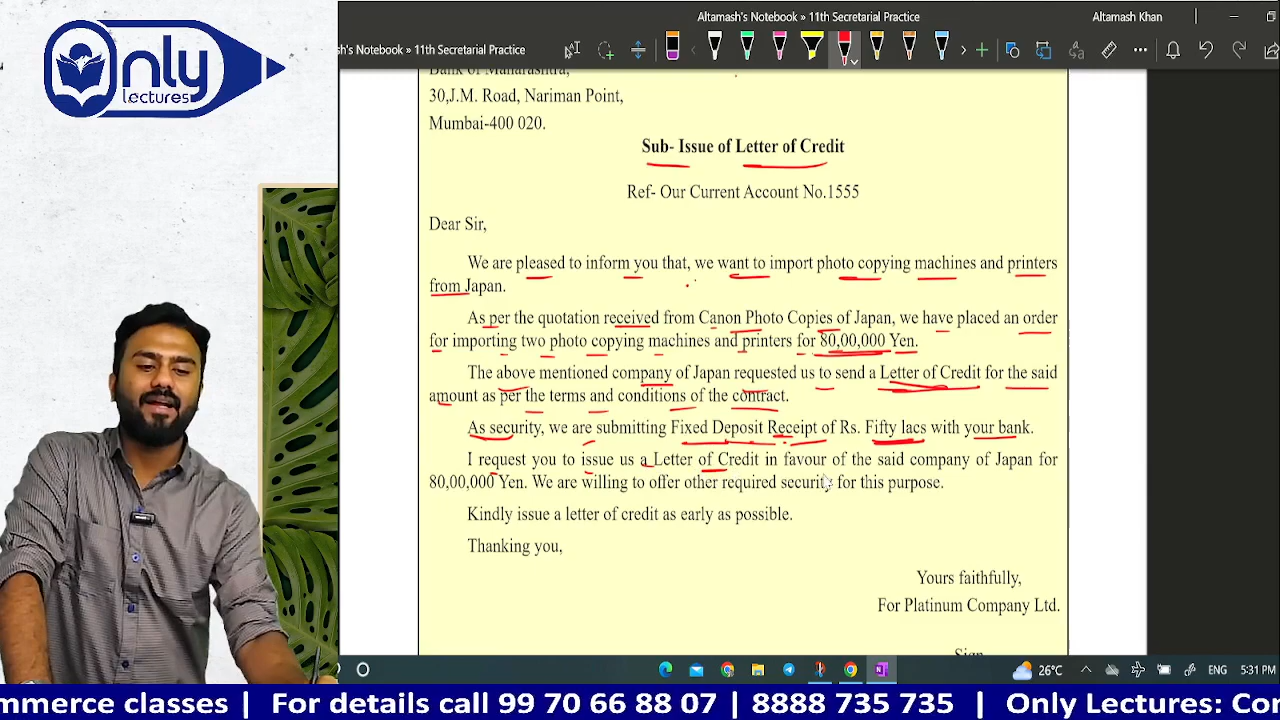 Altamash's Notebook » 11th Secretarial Practice
Altamash Khan
's Notebook » 11th Secretarial Practice
Only
lectures
Bank of Maharashtra,
30,J.M. Road, Nariman Point,
Mumbai-400 020.
Sub- Issue of Letter of Credit
Ref- Our Current Account No.1555
Dear Sir,
We are pleased to inform you that, we want to import photo copying machines and printers
from Japan.
As per the quotation received from Canon Photo Copies of Japan, we have placed an order
for importing two photo copying machines and printers for 80,00,000 Yen.
The above mentioned company of Japan requested us to send a Letter of Credit for the said
amount as per the terms and conditions of the contract.
As security, we are submitting Fixed Deposit Receipt of Rs. Fifty lacs with your bank.
I request you to issue us a Letter of Credit in favour of the said company of Japan for
80,00,000 Yen. We are willing to offer other required security for this purpose.
Kindly issue a letter of credit as early as possible.
Thanking you,
Yours faithfully,
For Platinum Company Ltd.
Sign
26°C
ENG
5:31 PM
mmerce classes | For details call 99 70 66 88 07 | 8888 735 735 | Only Lectures: Co